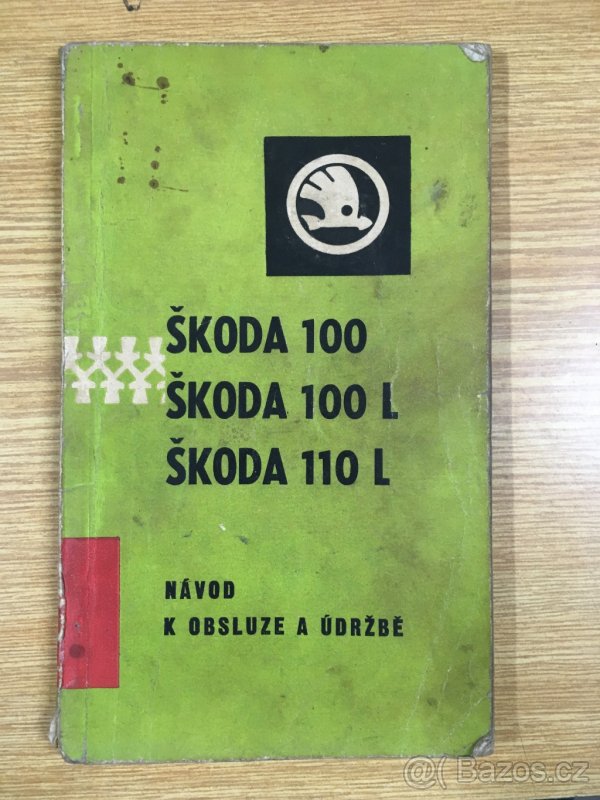 ŠKODA 100
ŠKODA 100 L
ŠKODA 110 L
NÁVOD
K OBSLUZE A ÚDRŽBĚ
@( Bazos.cz